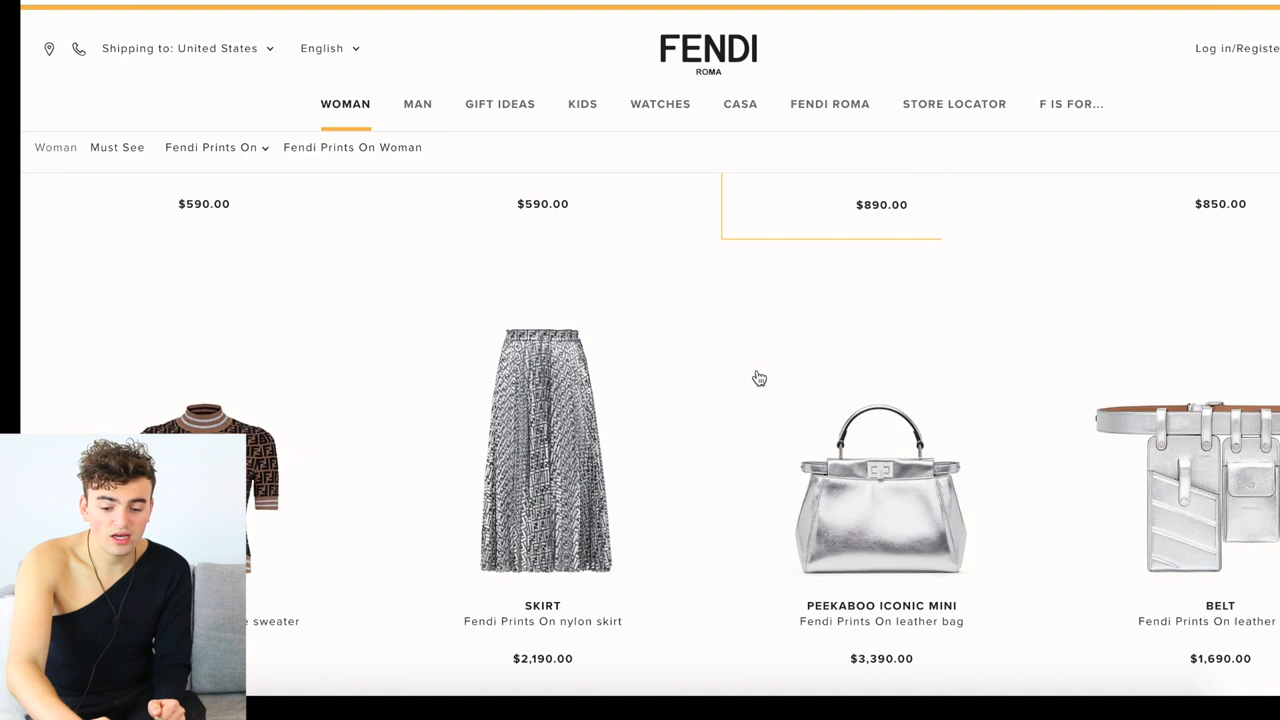 Shipping to: United States
English
FENDI
ROMA
Log in/Registe
WOMAN MAN GIFT IDEAS KIDS WATCHES CASA FENDI ROMA STORE LOCATOR F IS FOR...
Woman Must See Fendi Prints On Fendi Prints On Woman
$590.00 $590.00 $890.00 $850.00
SKIRT PEEKABOO ICONIC MINI BELT
sweater Fendi Prints On nylon skirt Fendi Prints On leather bag Fendi Prints On leather
$2,190.00 $3,390.00 $1,690.00